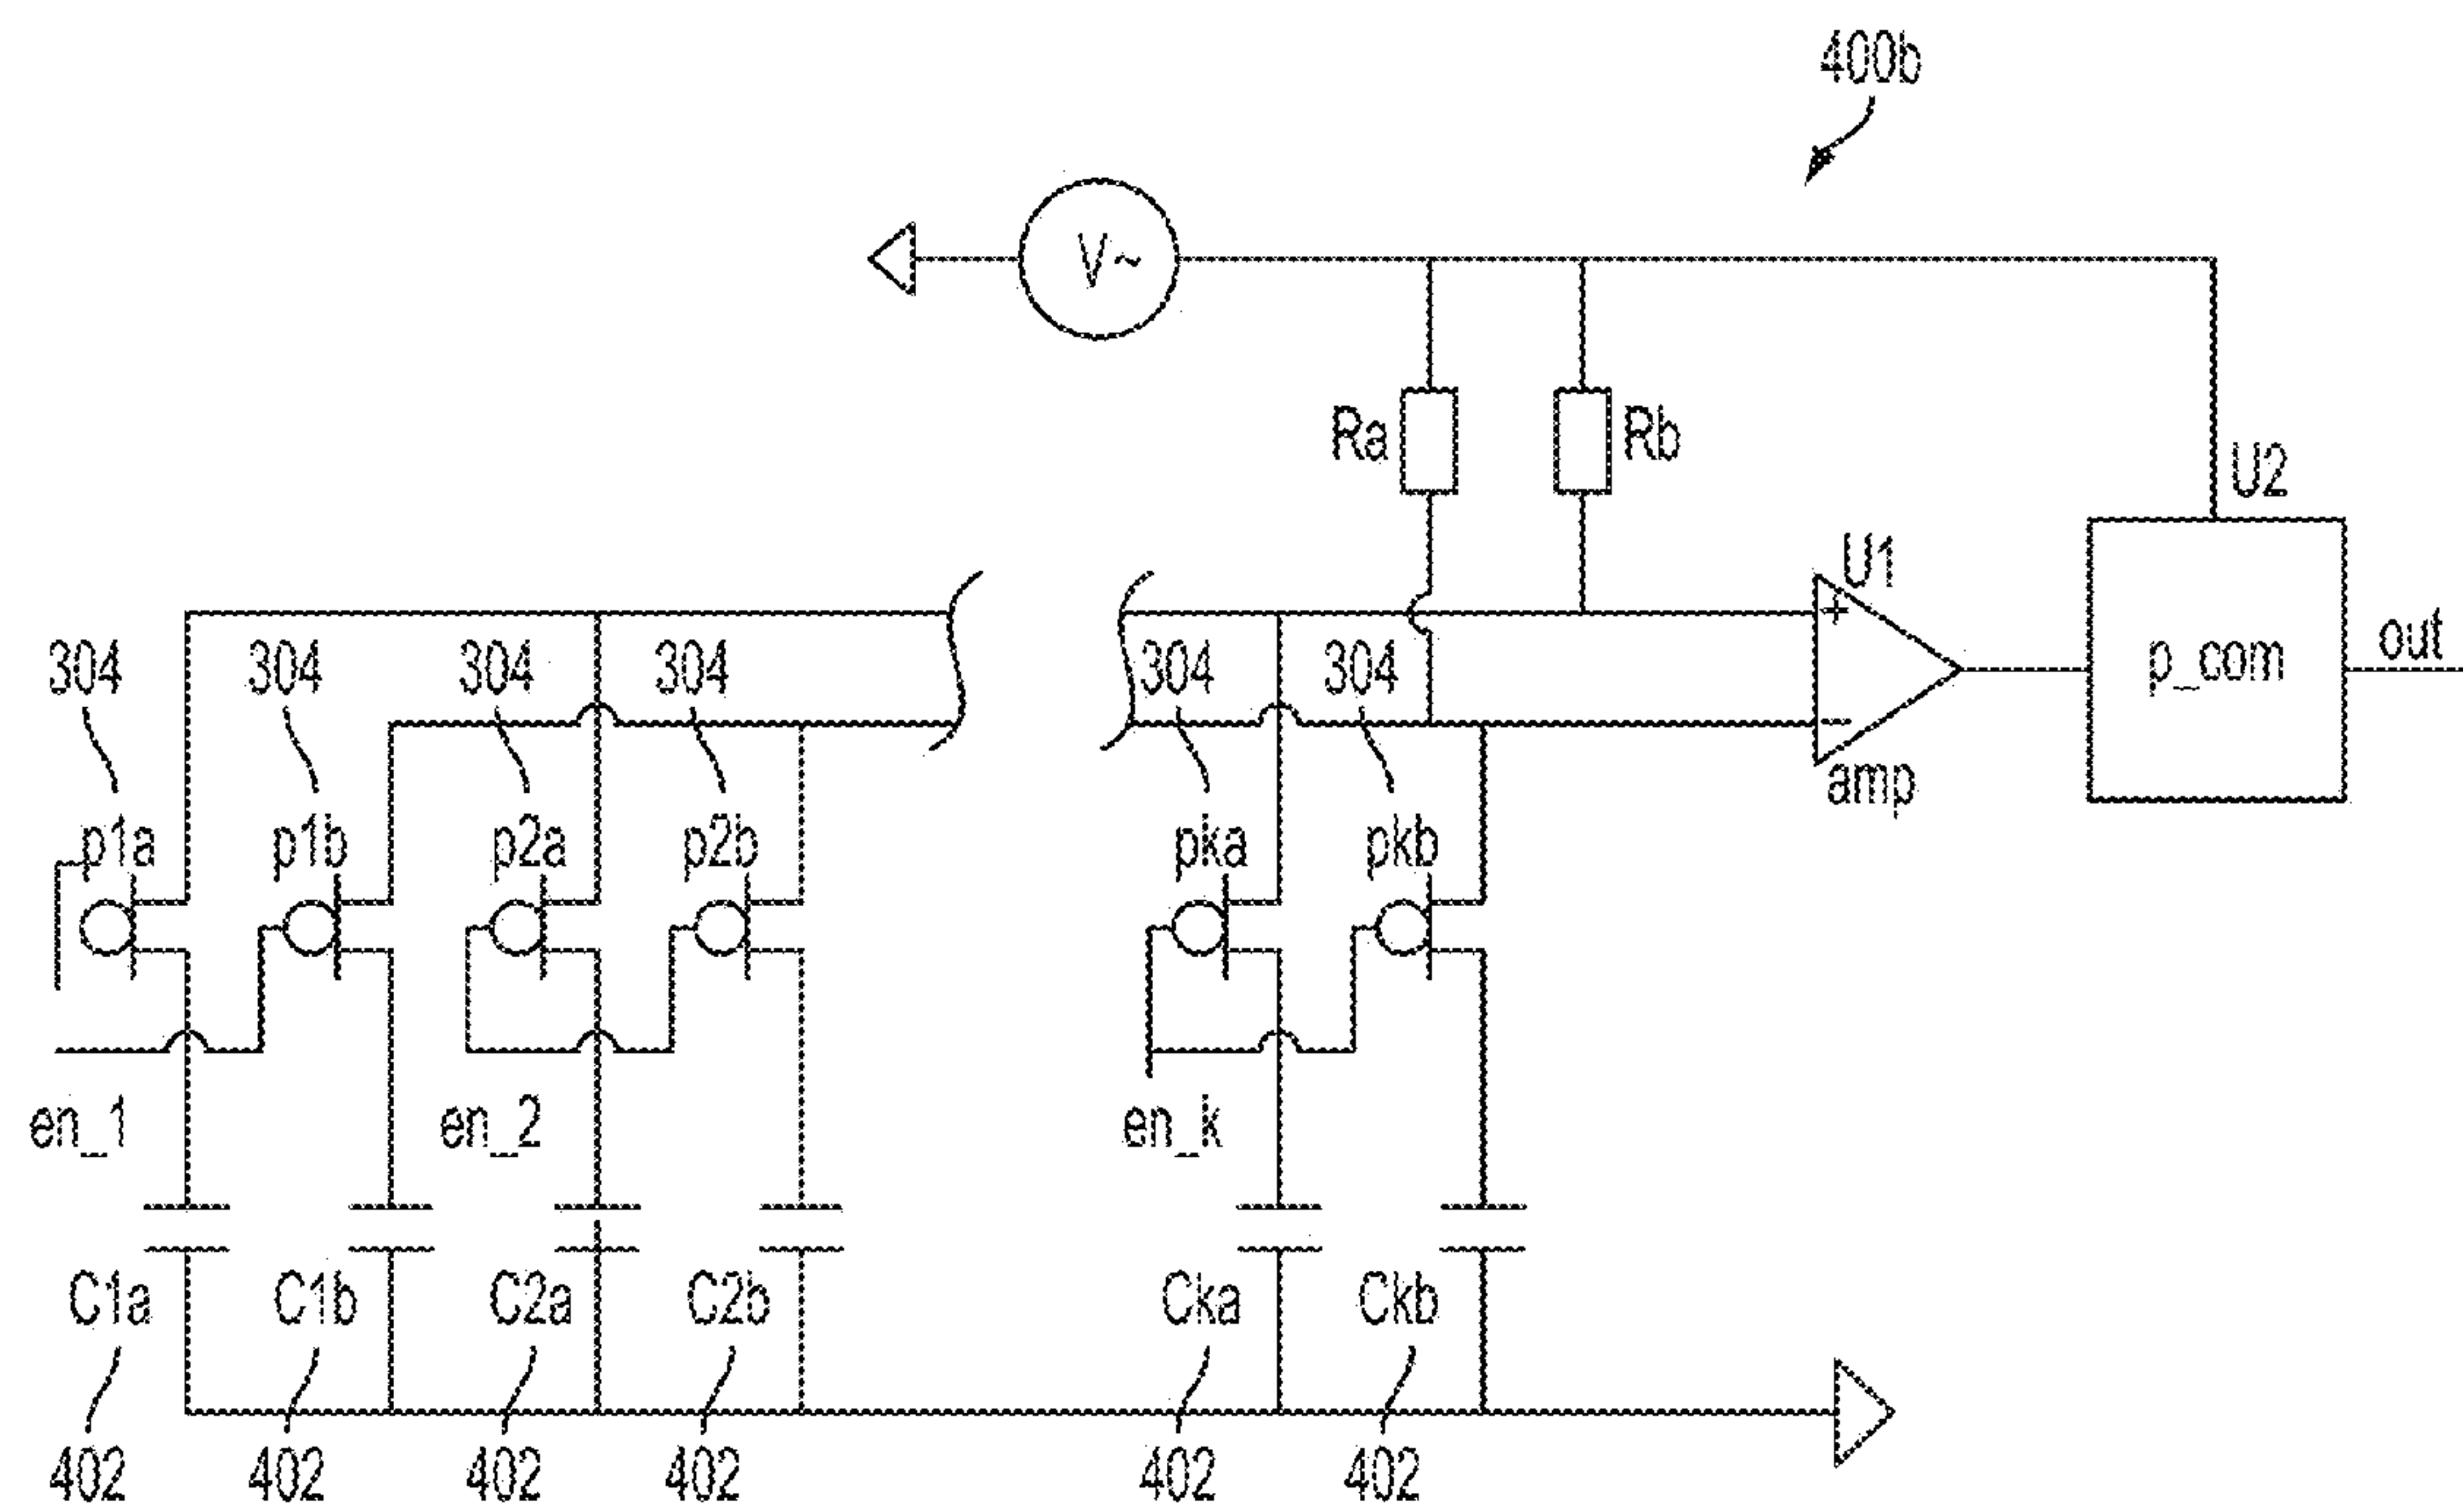 400b
V~
Ra
Rb
U2
U1
+
p_com
out
−
amp
304
304
304
304
304
304
p1a
p1b
p2a
p2b
pka
pkb
en_1
en_2
en_k
C1a
C1b
C2a
C2b
Cka
Ckb
402
402
402
402
402
402